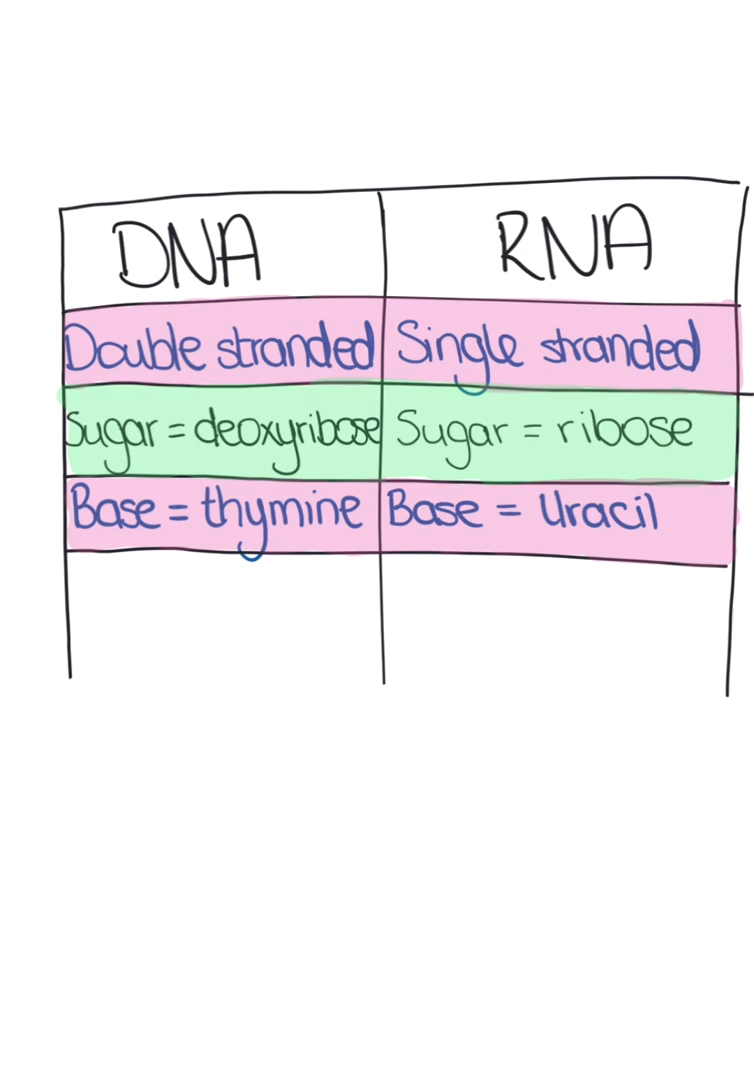 DNA RNA
Double stranded Single stranded
Sugar = deoxyribose Sugar = ribose
Base = thymine Base = Uracil